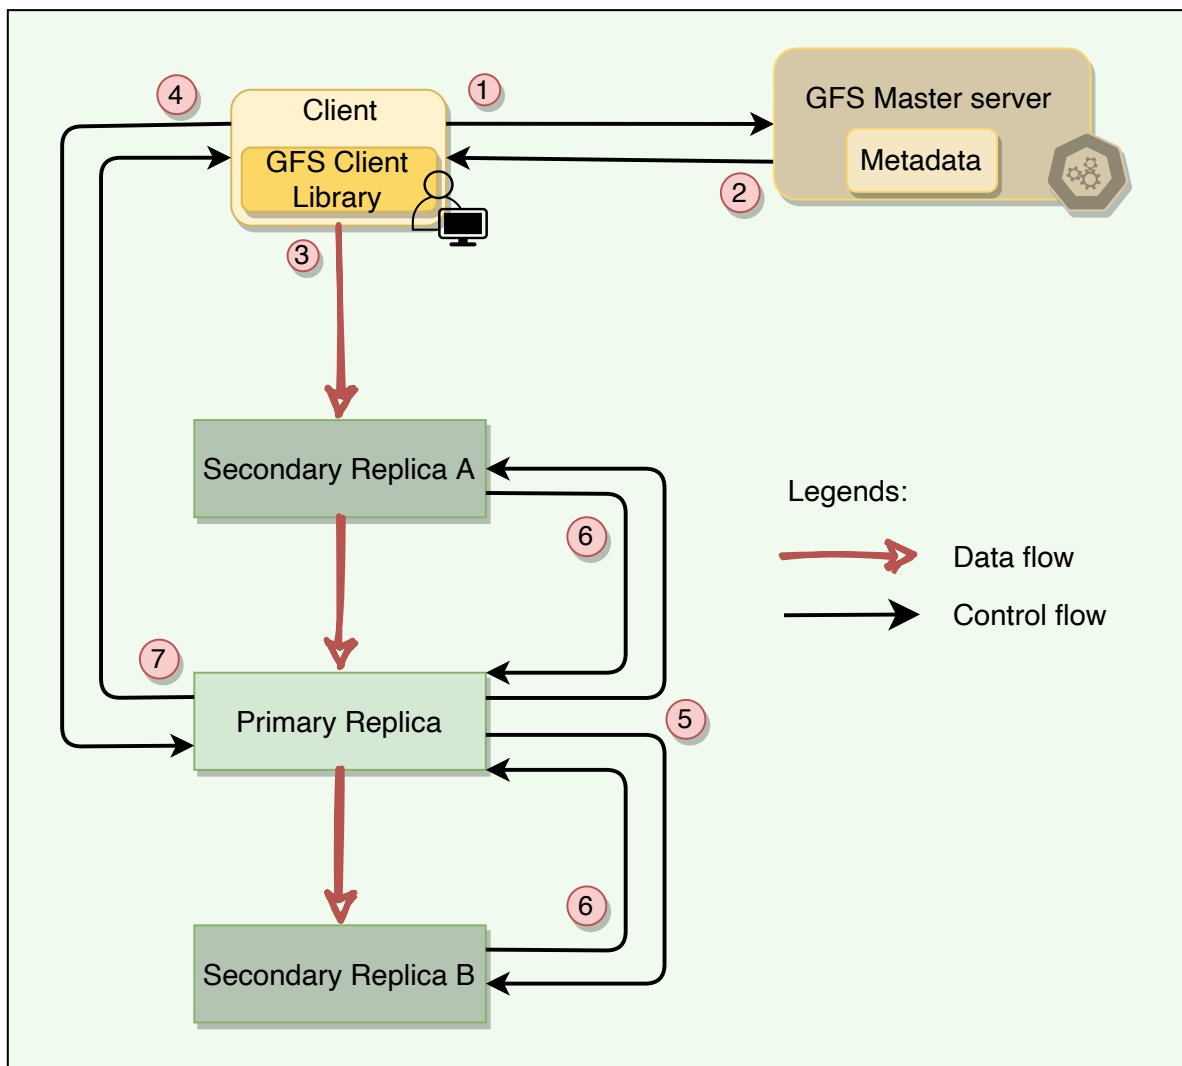 4
1
Client
GFS Client
Library
GFS Master server
Metadata
2
3
Secondary Replica A
6
Legends:
Data flow
Control flow
7
Primary Replica
5
6
Secondary Replica B